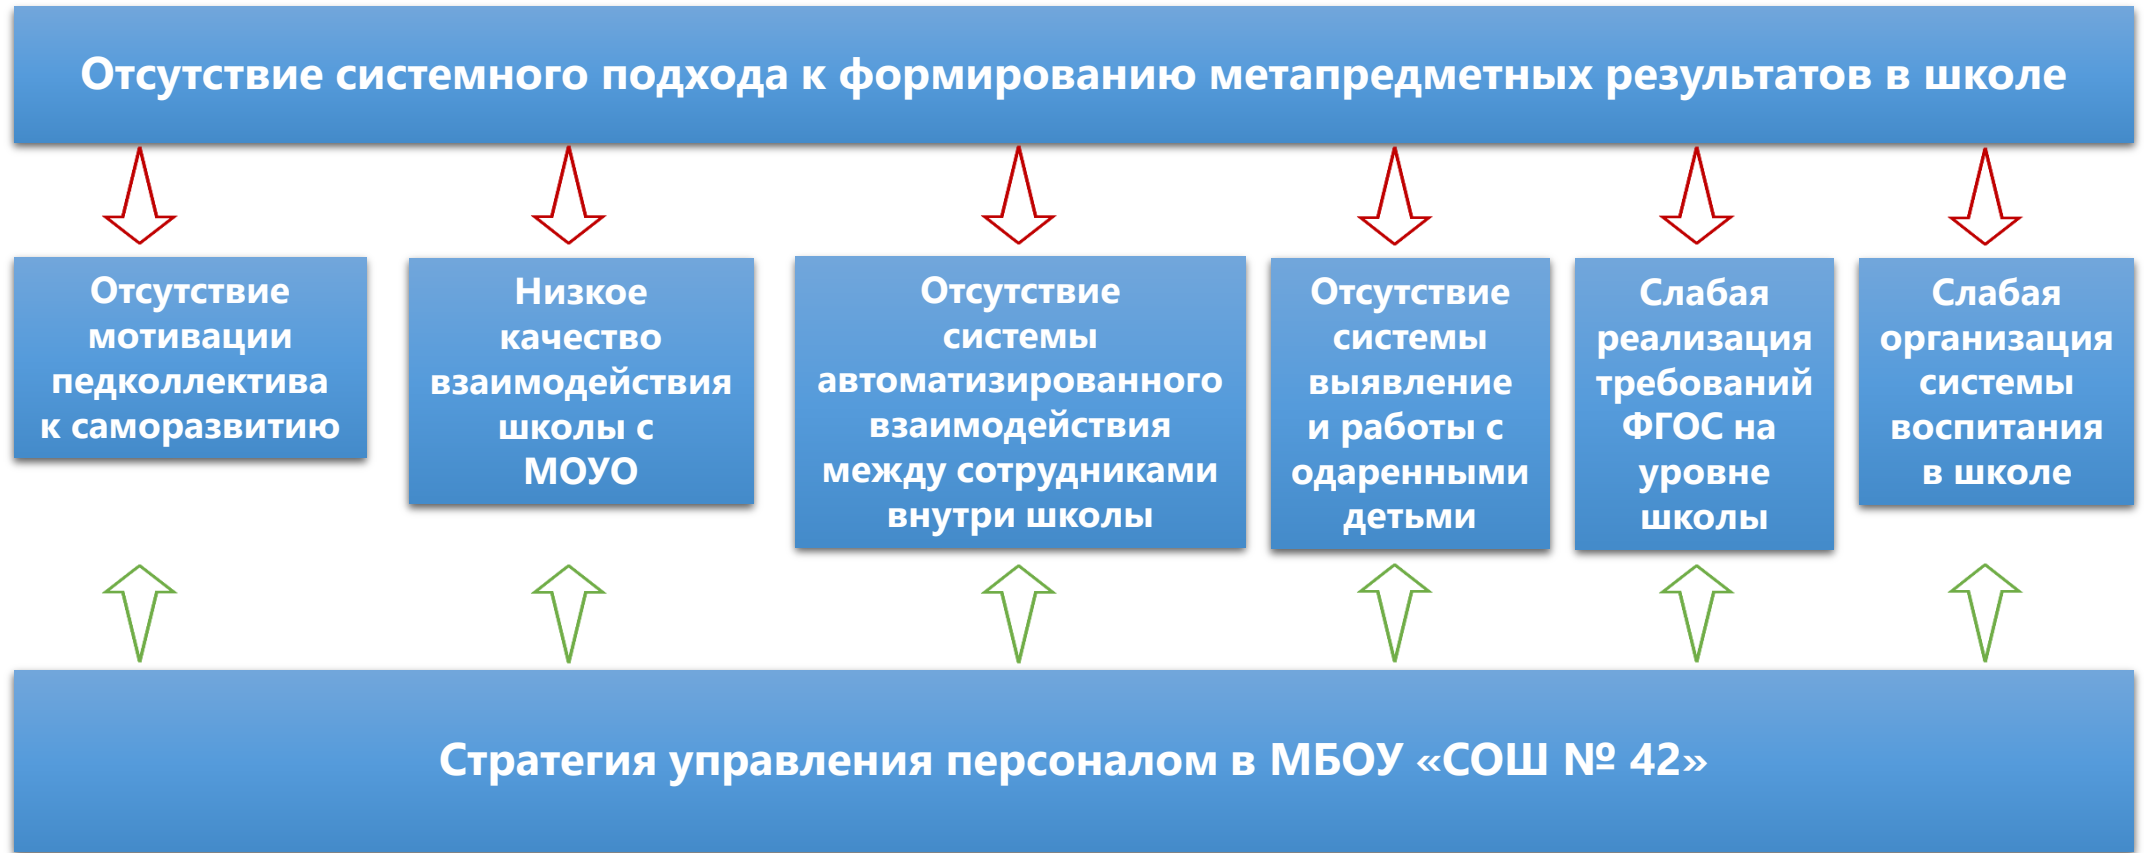 Отсутствие системного подхода к формированию метапредметных результатов в школе
Отсутствие
мотивации
педколлектива
к саморазвитию
Низкое
качество
взаимодействия
школы с
МОУО
Отсутствие
системы
автоматизированного
взаимодействия
между сотрудниками
внутри школы
Отсутствие
системы
выявление
и работы с
одаренными
детьми
Слабая
реализация
требований
ФГОС на
уровне
школы
Слабая
организация
системы
воспитания
в школе
Стратегия управления персоналом в МБОУ «СОШ № 42»